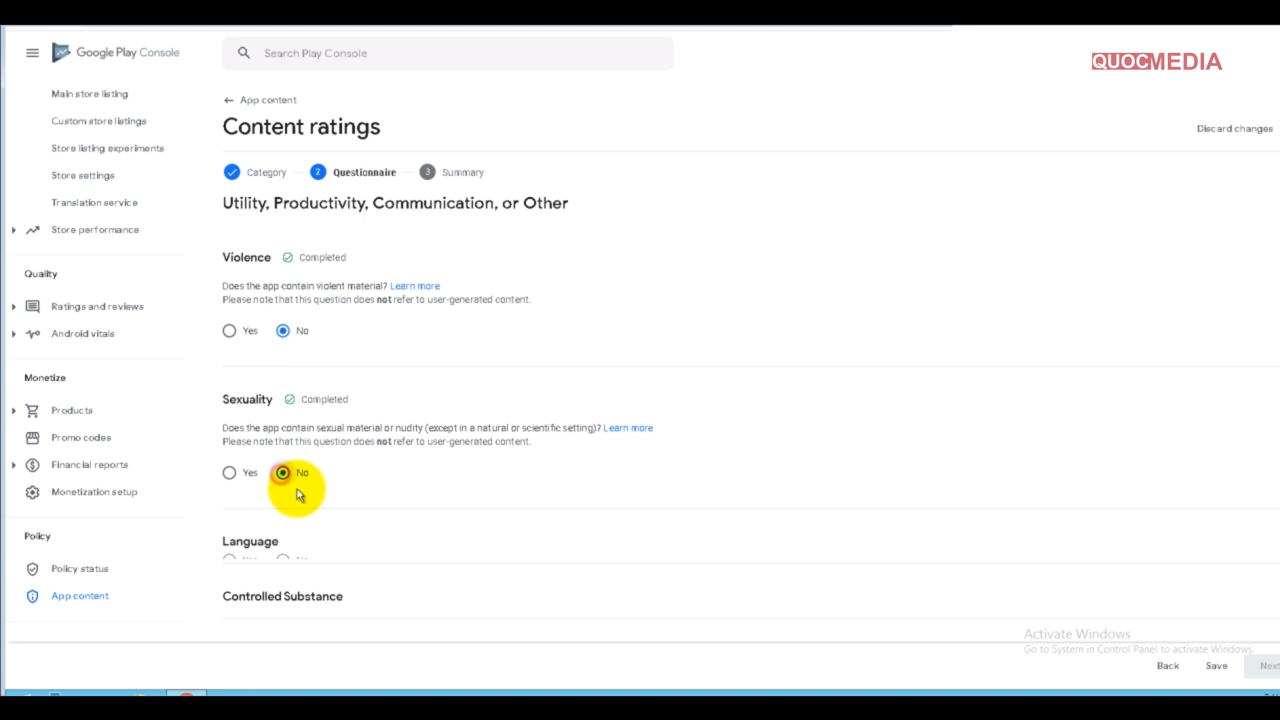 Google Play Console
Search Play Console
QUOCMEDIA
Main store listing
Custom store listings
Store listing experiments
Store settings
Translation service
Store performance
Quality
Ratings and reviews
Android vitals
Monetize
Products
Promo codes
Financial reports
Monetization setup
Policy
Policy status
App content
App content
Content ratings
Discard changes
Category
2 Questionnaire
3 Summary
Utility, Productivity, Communication, or Other
Violence Completed
Does the app contain violent material? Learn more
Please note that this question does not refer to user-generated content.
Yes No
Sexuality Completed
Does the app contain sexual material or nudity (except in a natural or scientific setting)? Learn more
Please note that this question does not refer to user-generated content.
Yes No
Language
Controlled Substance
Activate Windows
Go to System in Control Panel to activate Windows.
Back Save Next